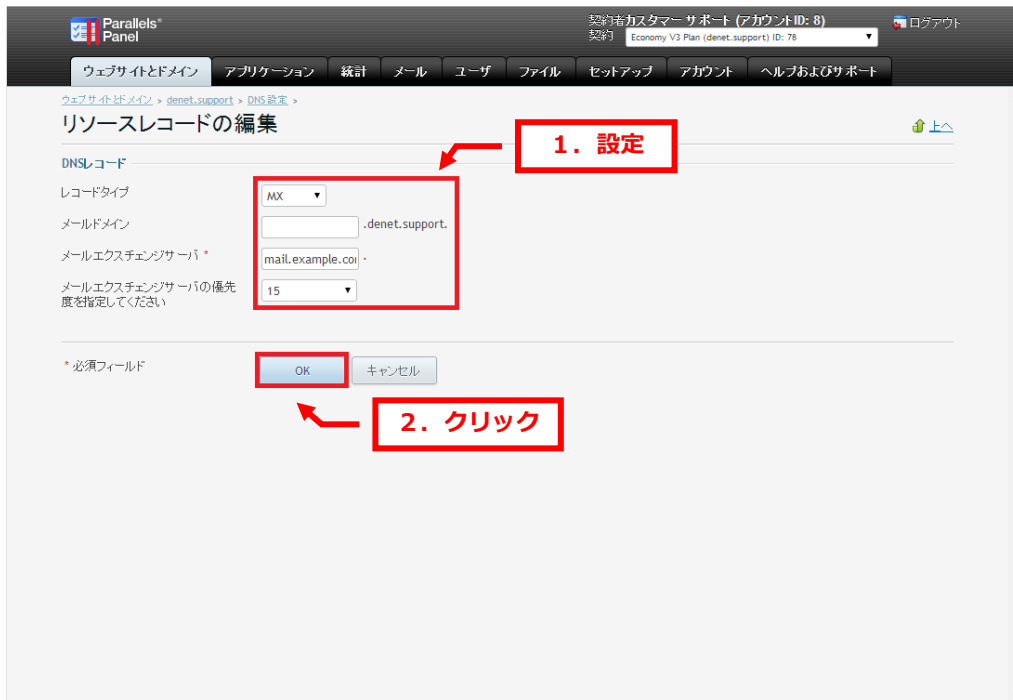 Parallels®
Panel
契約者カスタマー サポート (アカウントID: 8)
ログアウト
契約 Economy V3 Plan (denet.support) ID: 78
ウェブサイトとドメイン アプリケーション 統計 メール ユーザ ファイル セットアップ アカウント ヘルプおよびサポート
ウェブサイトとドメイン > denet.support > DNS 設定 >
リソースレコードの編集
上へ
1. 設定
DNSレコード
レコードタイプ
MX
メールドメイン
.denet.support.
メールエクスチェンジサーバ *
mail.example.com .
メールエクスチェンジサーバの優先
度を指定してください
15
* 必須フィールド
OK
キャンセル
2. クリック